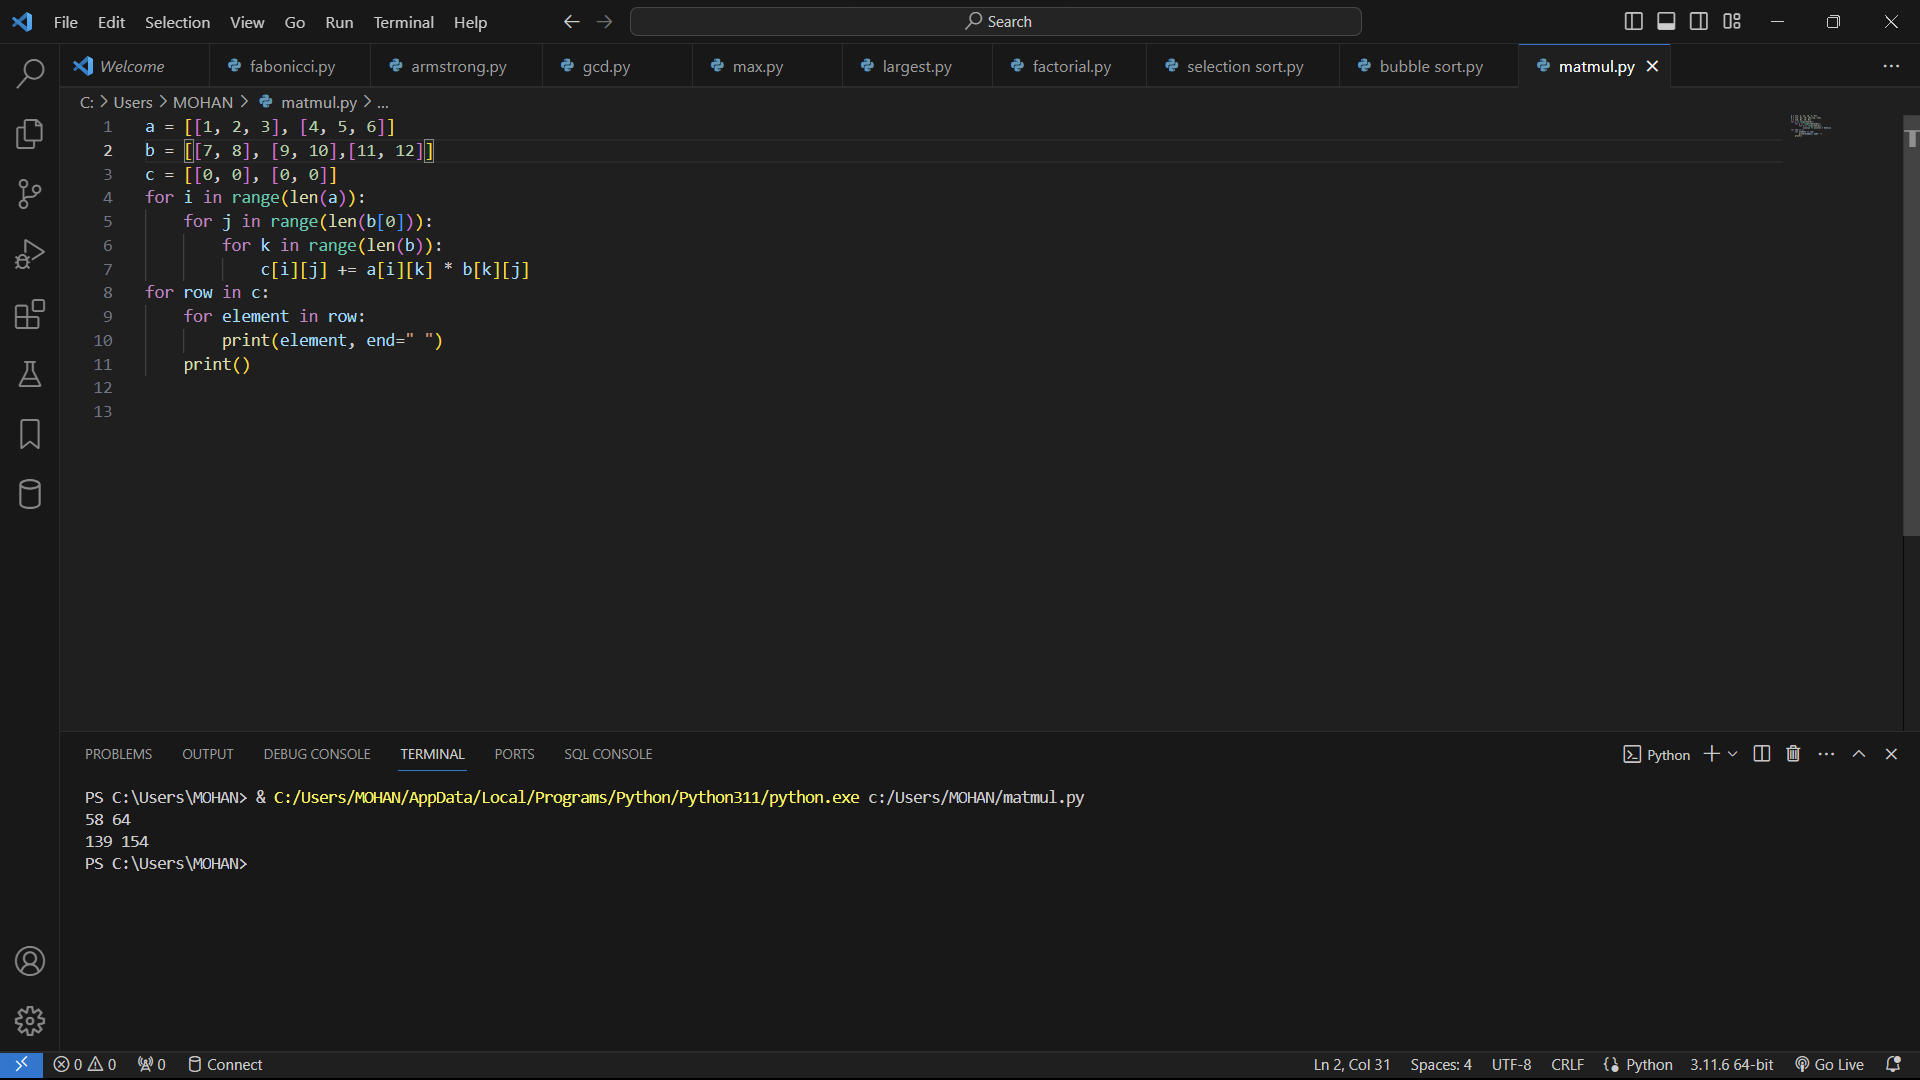 File Edit Selection View Go Run Terminal Help
Search
Welcome fabonicci.py armstrong.py gcd.py max.py largest.py factorial.py selection sort.py bubble sort.py matmul.py
C: > Users > MOHAN > matmul.py > ...
1 a = [[1, 2, 3], [4, 5, 6]]
2 b = [[7, 8], [9, 10],[11, 12]]
3 c = [[0, 0], [0, 0]]
4 for i in range(len(a)):
5     for j in range(len(b[0])):
6         for k in range(len(b)):
7             c[i][j] += a[i][k] * b[k][j]
8 for row in c:
9     for element in row:
10         print(element, end=" ")
11     print()
12
13
PROBLEMS OUTPUT DEBUG CONSOLE TERMINAL PORTS SQL CONSOLE
Python
PS C:\Users\MOHAN> & C:/Users/MOHAN/AppData/Local/Programs/Python/Python311/python.exe c:/Users/MOHAN/matmul.py
58 64
139 154
PS C:\Users\MOHAN>
0 0 0 Connect Ln 2, Col 31 Spaces: 4 UTF-8 CRLF Python 3.11.6 64-bit Go Live